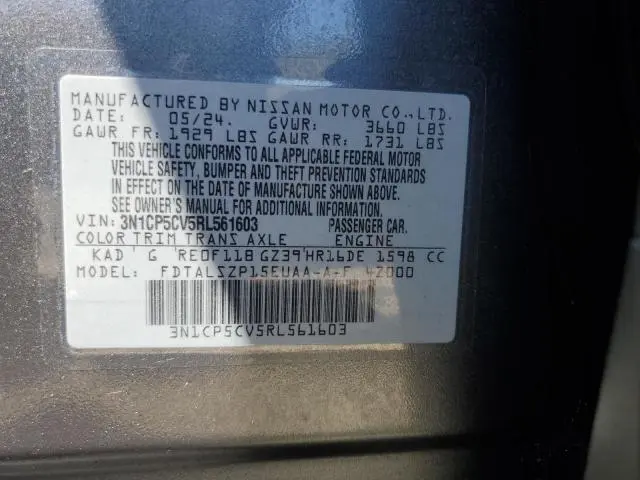 MANUFACTURED BY NISSAN MOTOR CO., LTD.
DATE: 05/24. GVWR: 3660 LBS
GAWR FR: 1929 LBS GAWR RR: 1731 LBS
THIS VEHICLE CONFORMS TO ALL APPLICABLE FEDERAL MOTOR
VEHICLE SAFETY, BUMPER AND THEFT PREVENTION STANDARDS
IN EFFECT ON THE DATE OF MANUFACTURE SHOWN ABOVE.
SEE OWNER'S MANUAL FOR ADDITIONAL INFORMATION.
VIN: 3N1CP5CV5RL561603 PASSENGER CAR.
COLOR TRIM TRANS AXLE ENGINE
KAD G RE0F11B GZ39 HR16DE 1598 CC
MODEL: FDTALSZP15EUAA-A-F 4Z000
3N1CP5CV5RL561603